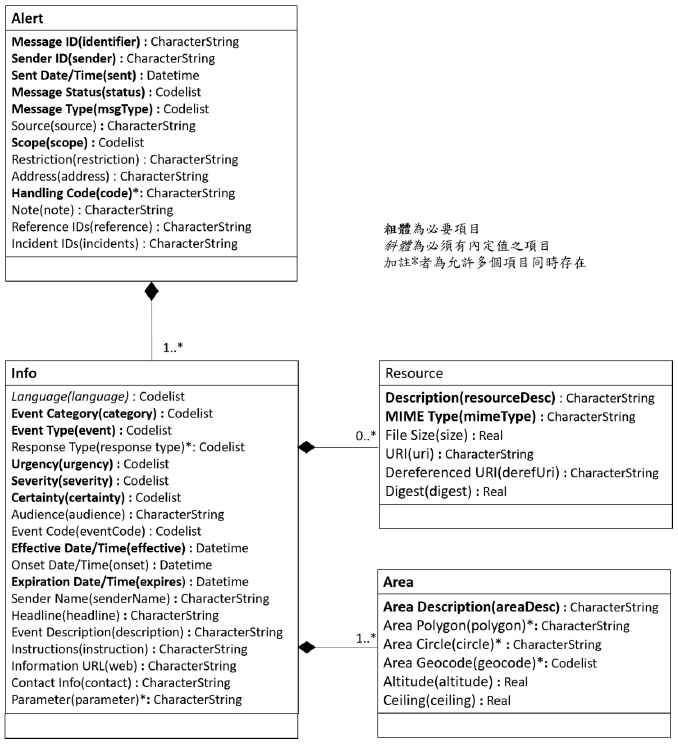 Alert
Message ID(identifier) : CharacterString
Sender ID(sender) : CharacterString
Sent Date/Time(sent) : Datetime
Message Status(status) : Codelist
Message Type(msgType) : Codelist
Source(source) : CharacterString
Scope(scope) : Codelist
Restriction(restriction) : CharacterString
Address(address) : CharacterString
Handling Code(code)*: CharacterString
Note(note) : CharacterString
Reference IDs(reference) : CharacterString
Incident IDs(incidents) : CharacterString
粗體為必要項目
斜體為必須有內定值之項目
加註*者為允許多個項目同時存在
1..*
Info
Language(language) : Codelist
Event Category(category) : Codelist
Event Type(event) : Codelist
Response Type(response type)*: Codelist
Urgency(urgency) : Codelist
Severity(severity) : Codelist
Certainty(certainty) : Codelist
Audience(audience) : CharacterString
Event Code(eventCode) : Codelist
Effective Date/Time(effective) : Datetime
Onset Date/Time(onset) : Datetime
Expiration Date/Time(expires) : Datetime
Sender Name(senderName) : CharacterString
Headline(headline) : CharacterString
Event Description(description) : CharacterString
Instructions(instruction) : CharacterString
Information URL(web) : CharacterString
Contact Info(contact) : CharacterString
Parameter(parameter)*: CharacterString
0..*
Resource
Description(resourceDesc) : CharacterString
MIME Type(mimeType) : CharacterString
File Size(size) : Real
URI(uri) : CharacterString
Dereferenced URI(derefUri) : CharacterString
Digest(digest) : Real
1..*
Area
Area Description(areaDesc) : CharacterString
Area Polygon(polygon)*: CharacterString
Area Circle(circle)* : CharacterString
Area Geocode(geocode)*: Codelist
Altitude(altitude) : Real
Ceiling(ceiling) : Real